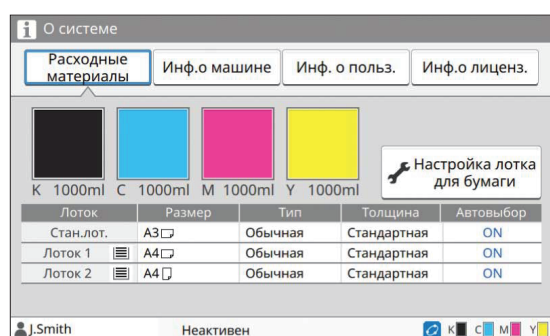 О системе
Расходные
материалы
Инф.о машине
Инф. о польз.
Инф.о лиценз.
K 1000ml C 1000ml M 1000ml Y 1000ml
Настройка лотка
для бумаги
Лоток Размер Тип Толщина Автовыбор
Стан.лот. A3 Обычная Стандартная ON
Лоток 1 A4 Обычная Стандартная ON
Лоток 2 A4 Обычная Стандартная ON
J.Smith Неактивен K C M Y